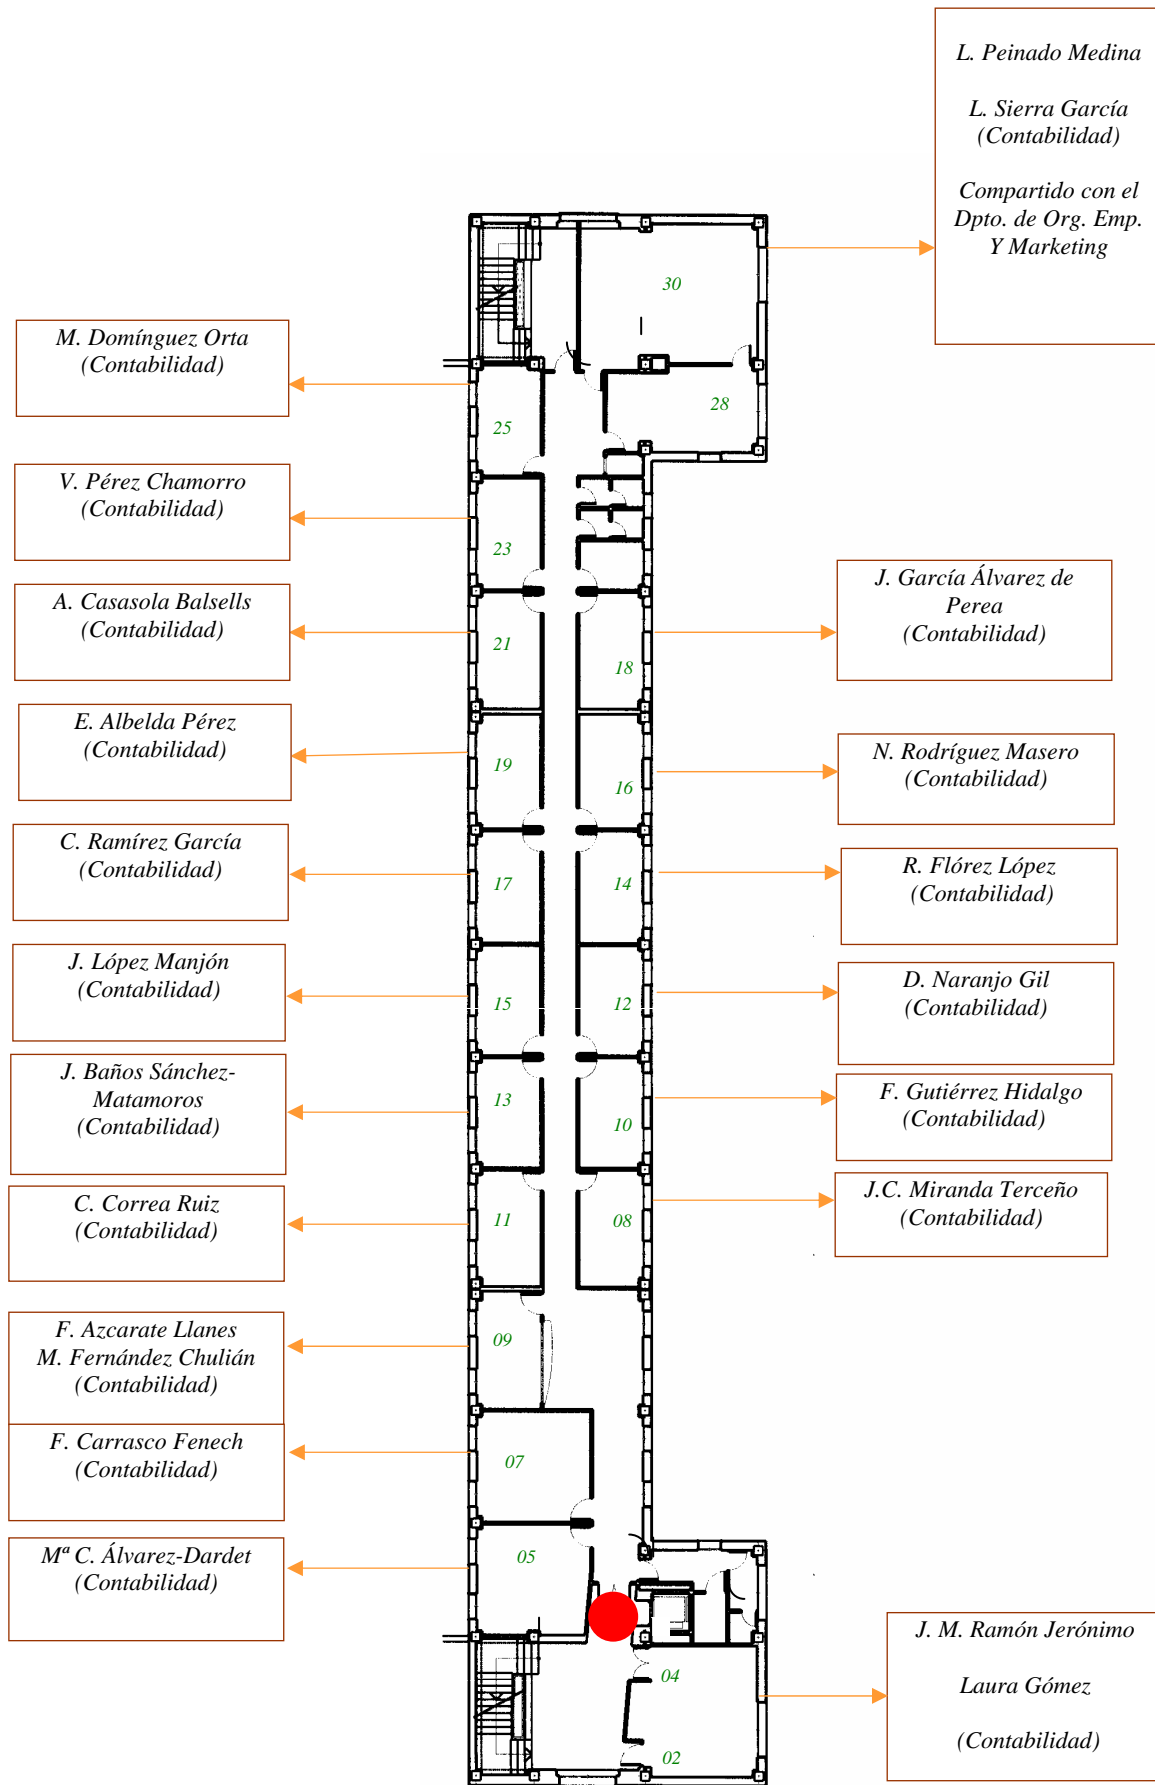 L. Peinado Medina
L. Sierra García
(Contabilidad)
Compartido con el
Dpto. de Org. Emp.
Y Marketing
30
M. Domínguez Orta
(Contabilidad)
28
25
V. Pérez Chamorro
(Contabilidad)
23
A. Casasola Balsells
(Contabilidad)
21
J. García Álvarez de
Perea
(Contabilidad)
18
E. Albelda Pérez
(Contabilidad)
19
N. Rodríguez Masero
(Contabilidad)
16
C. Ramírez García
(Contabilidad)
17
R. Flórez López
(Contabilidad)
14
J. López Manjón
(Contabilidad)
15
D. Naranjo Gil
(Contabilidad)
12
J. Baños Sánchez-
Matamoros
(Contabilidad)
13
F. Gutiérrez Hidalgo
(Contabilidad)
10
C. Correa Ruiz
(Contabilidad)
11
J.C. Miranda Terceño
(Contabilidad)
08
F. Azcarate Llanes
M. Fernández Chulián
(Contabilidad)
09
F. Carrasco Fenech
(Contabilidad)
07
Mª C. Álvarez-Dardet
(Contabilidad)
05
J. M. Ramón Jerónimo
Laura Gómez
(Contabilidad)
04
02